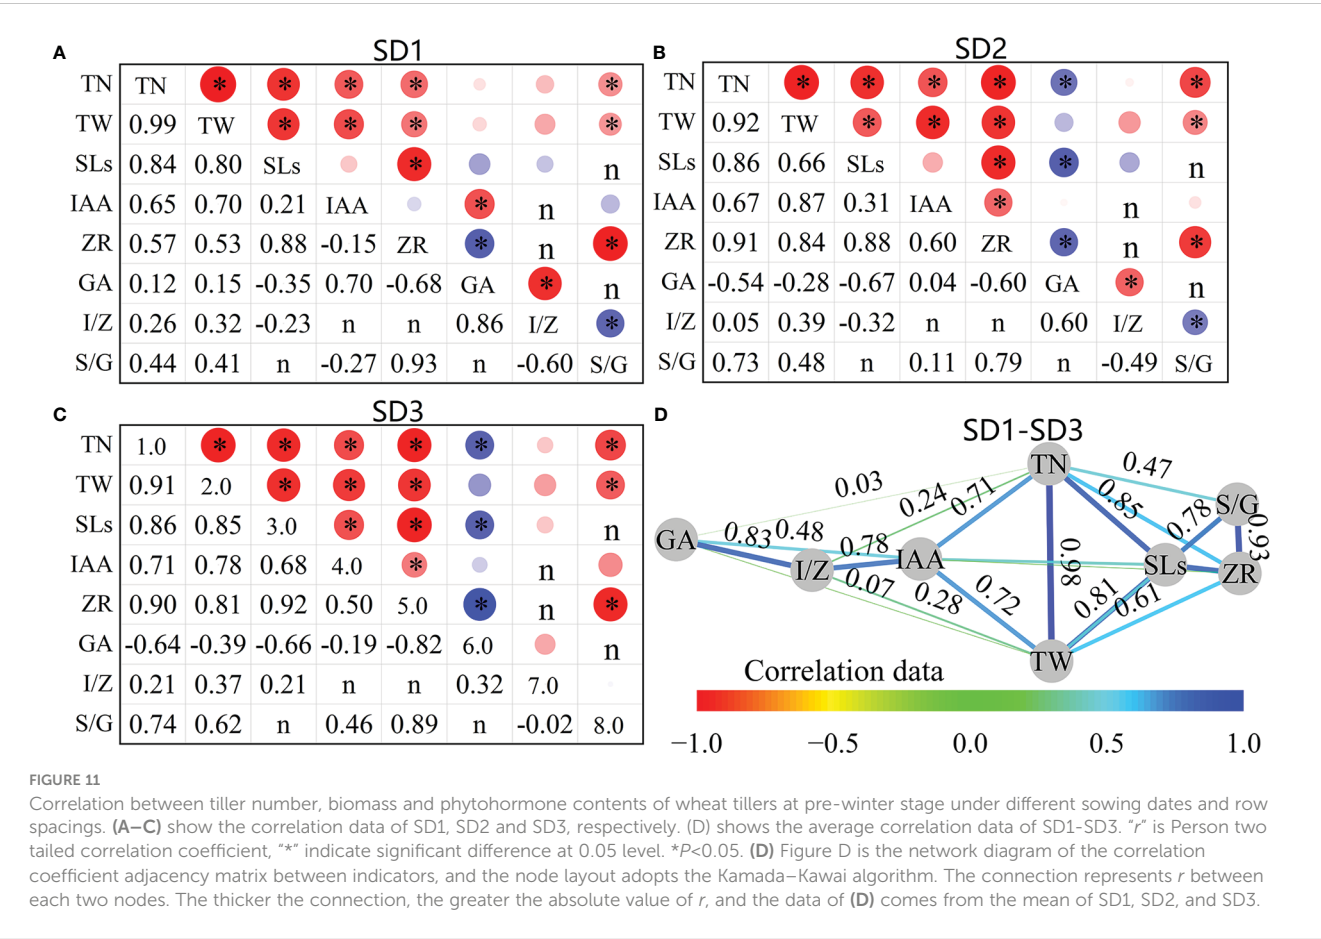 A
SD1
TN TN * * * * *
TW 0.99 TW * * * *
SLs 0.84 0.80 SLs * n
IAA 0.65 0.70 0.21 IAA * n
ZR 0.57 0.53 0.88 -0.15 ZR * n *
GA 0.12 0.15 -0.35 0.70 -0.68 GA * n
I/Z 0.26 0.32 -0.23 n n 0.86 I/Z *
S/G 0.44 0.41 n -0.27 0.93 n -0.60 S/G
B
SD2
TN TN * * * * * *
TW 0.92 TW * * * *
SLs 0.86 0.66 SLs * * n
IAA 0.67 0.87 0.31 IAA * n
ZR 0.91 0.84 0.88 0.60 ZR * n *
GA -0.54 -0.28 -0.67 0.04 -0.60 GA * n
I/Z 0.05 0.39 -0.32 n n 0.60 I/Z *
S/G 0.73 0.48 n 0.11 0.79 n -0.49 S/G
C
SD3
TN 1.0 * * * * * *
TW 0.91 2.0 * * * *
SLs 0.86 0.85 3.0 * * * n
IAA 0.71 0.78 0.68 4.0 * n
ZR 0.90 0.81 0.92 0.50 5.0 * n *
GA -0.64 -0.39 -0.66 -0.19 -0.82 6.0 n
I/Z 0.21 0.37 0.21 n n 0.32 7.0
S/G 0.74 0.62 n 0.46 0.89 n -0.02 8.0
D
SD1-SD3
TN
0.47
0.03
0.24
0.71
0.85
0.78
S/G
0.93
GA
0.83
0.48
0.78
I/Z
IAA
SLs
ZR
0.98
0.07
0.28
0.72
0.81
0.61
TW
Correlation data
−1.0 −0.5 0.0 0.5 1.0
FIGURE 11
Correlation between tiller number, biomass and phytohormone contents of wheat tillers at pre-winter stage under different sowing dates and row
spacings. (A–C) show the correlation data of SD1, SD2 and SD3, respectively. (D) shows the average correlation data of SD1-SD3. “r” is Person two
tailed correlation coefficient, “*” indicate significant difference at 0.05 level. *P<0.05. (D) Figure D is the network diagram of the correlation
coefficient adjacency matrix between indicators, and the node layout adopts the Kamada–Kawai algorithm. The connection represents r between
each two nodes. The thicker the connection, the greater the absolute value of r, and the data of (D) comes from the mean of SD1, SD2, and SD3.